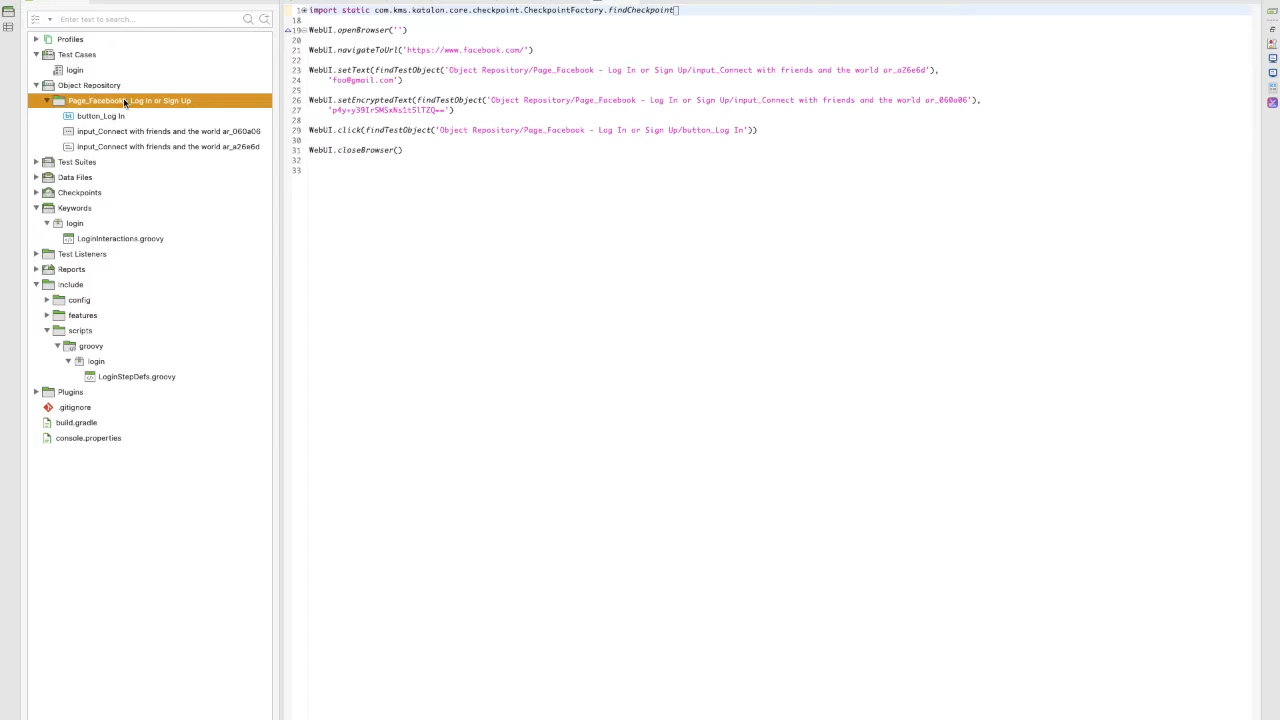 Enter text to search...
Profiles
Test Cases
login
Object Repository
Page_Facebook - Log In or Sign Up
button_Log In
input_Connect with friends and the world ar_060a06
input_Connect with friends and the world ar_a26e6d
Test Suites
Data Files
Checkpoints
Keywords
login
LoginInteractions.groovy
Test Listeners
Reports
Include
config
features
scripts
groovy
login
LoginStepDefs.groovy
Plugins
.gitignore
build.gradle
console.properties
1 import static com.kms.katalon.core.checkpoint.CheckpointFactory.findCheckpoint
18
19 WebUI.openBrowser('')
20
21 WebUI.navigateToUrl('https://www.facebook.com/')
22
23 WebUI.setText(findTestObject('Object Repository/Page_Facebook - Log In or Sign Up/input_Connect with friends and the world ar_a26e6d'),
24 'foo@gmail.com')
25
26 WebUI.setEncryptedText(findTestObject('Object Repository/Page_Facebook - Log In or Sign Up/input_Connect with friends and the world ar_060a06'),
27 'p4y+y39Ir5MSxNs1t5lTZQ==')
28
29 WebUI.click(findTestObject('Object Repository/Page_Facebook - Log In or Sign Up/button_Log In'))
30
31 WebUI.closeBrowser()
32
33